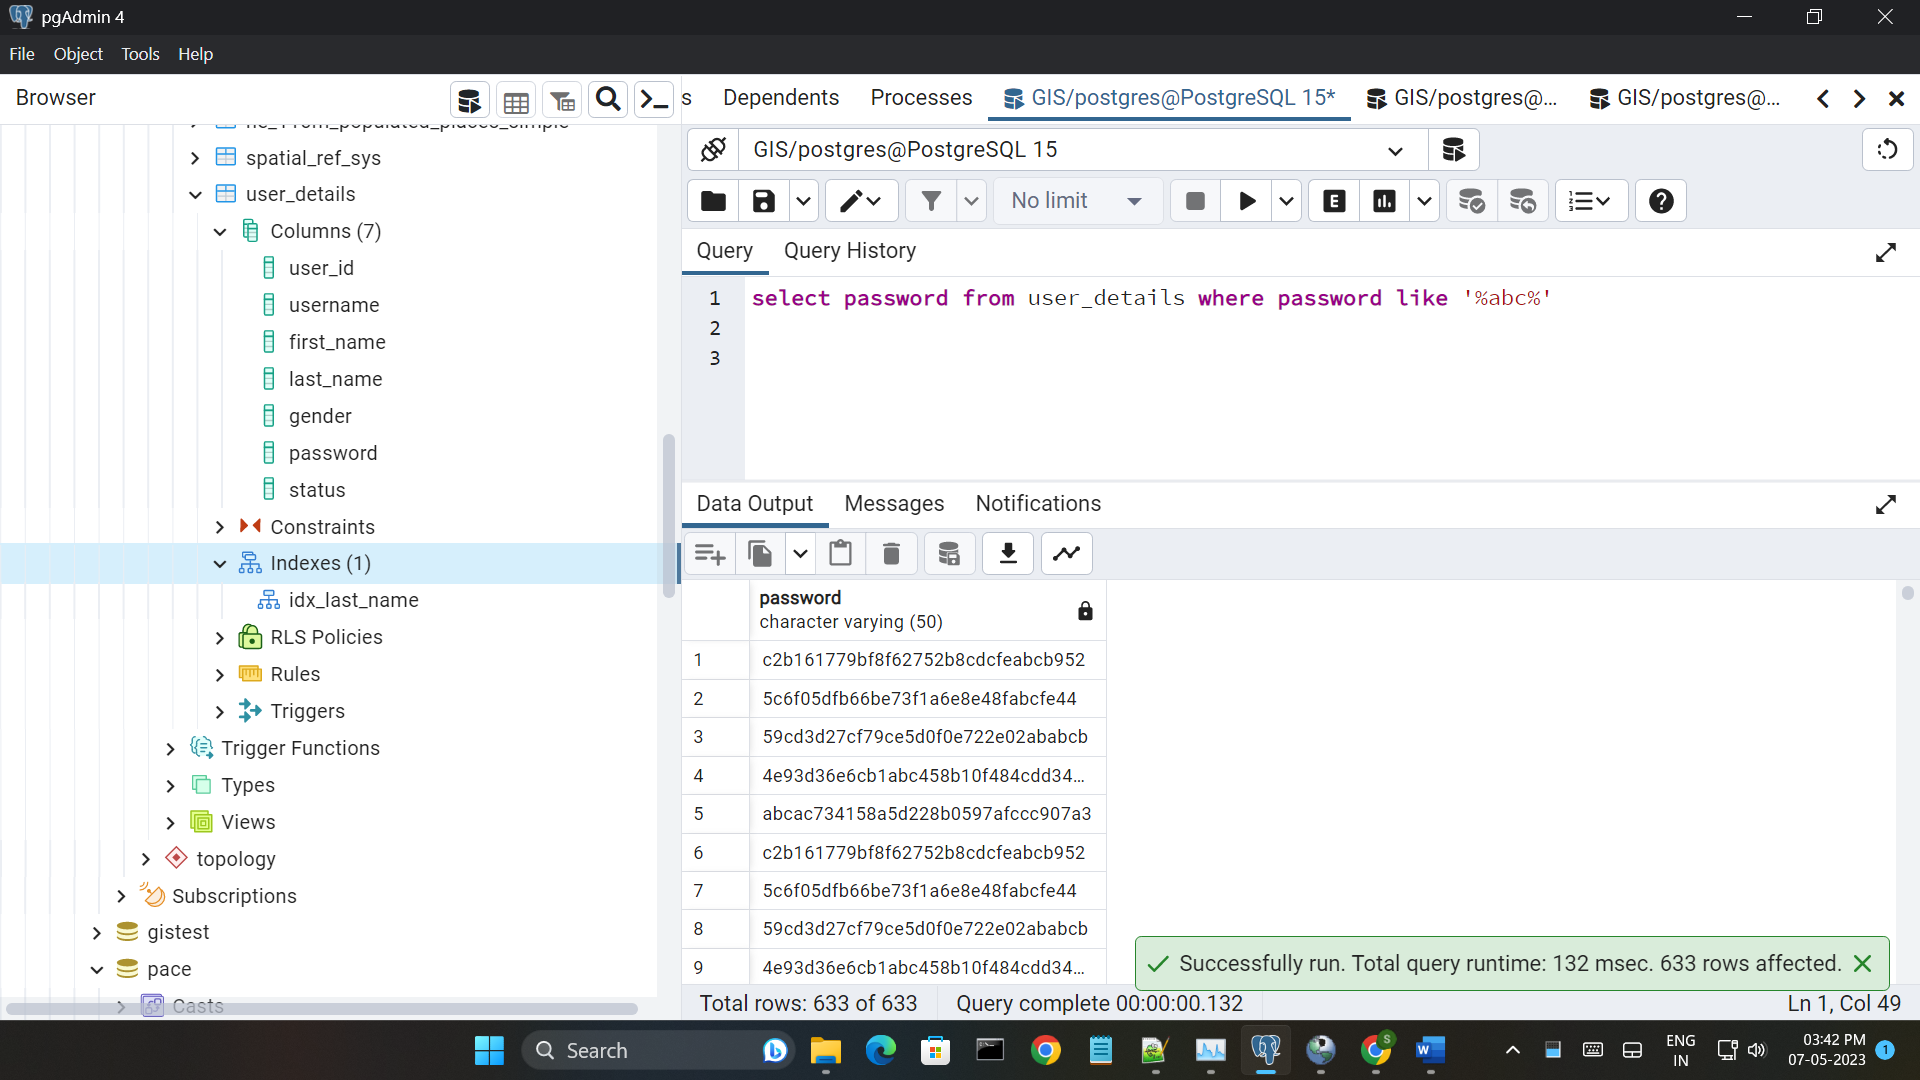 pgAdmin 4
File Object Tools Help
Browser
s Dependents Processes GIS/postgres@PostgreSQL 15* GIS/postgres@... GIS/postgres@...
spatial_ref_sys
user_details
Columns (7)
user_id
username
first_name
last_name
gender
password
status
Constraints
Indexes (1)
idx_last_name
RLS Policies
Rules
Triggers
Trigger Functions
Types
Views
topology
Subscriptions
gistest
pace
Casts
GIS/postgres@PostgreSQL 15
No limit
E
Query Query History
1 select password from user_details where password like '%abc%'
2
3
Data Output Messages Notifications
password
character varying (50)
1 c2b161779bf8f62752b8cdcfeabcb952
2 5c6f05dfb66be73f1a6e8e48fabcfe44
3 59cd3d27cf79ce5d0f0e722e02ababcb
4 4e93d36e6cb1abc458b10f484cdd34...
5 abcac734158a5d228b0597afccc907a3
6 c2b161779bf8f62752b8cdcfeabcb952
7 5c6f05dfb66be73f1a6e8e48fabcfe44
8 59cd3d27cf79ce5d0f0e722e02ababcb
9 4e93d36e6cb1abc458b10f484cdd34...
Successfully run. Total query runtime: 132 msec. 633 rows affected.
Total rows: 633 of 633 Query complete 00:00:00.132 Ln 1, Col 49
Search
ENG
IN
03:42 PM
07-05-2023
1